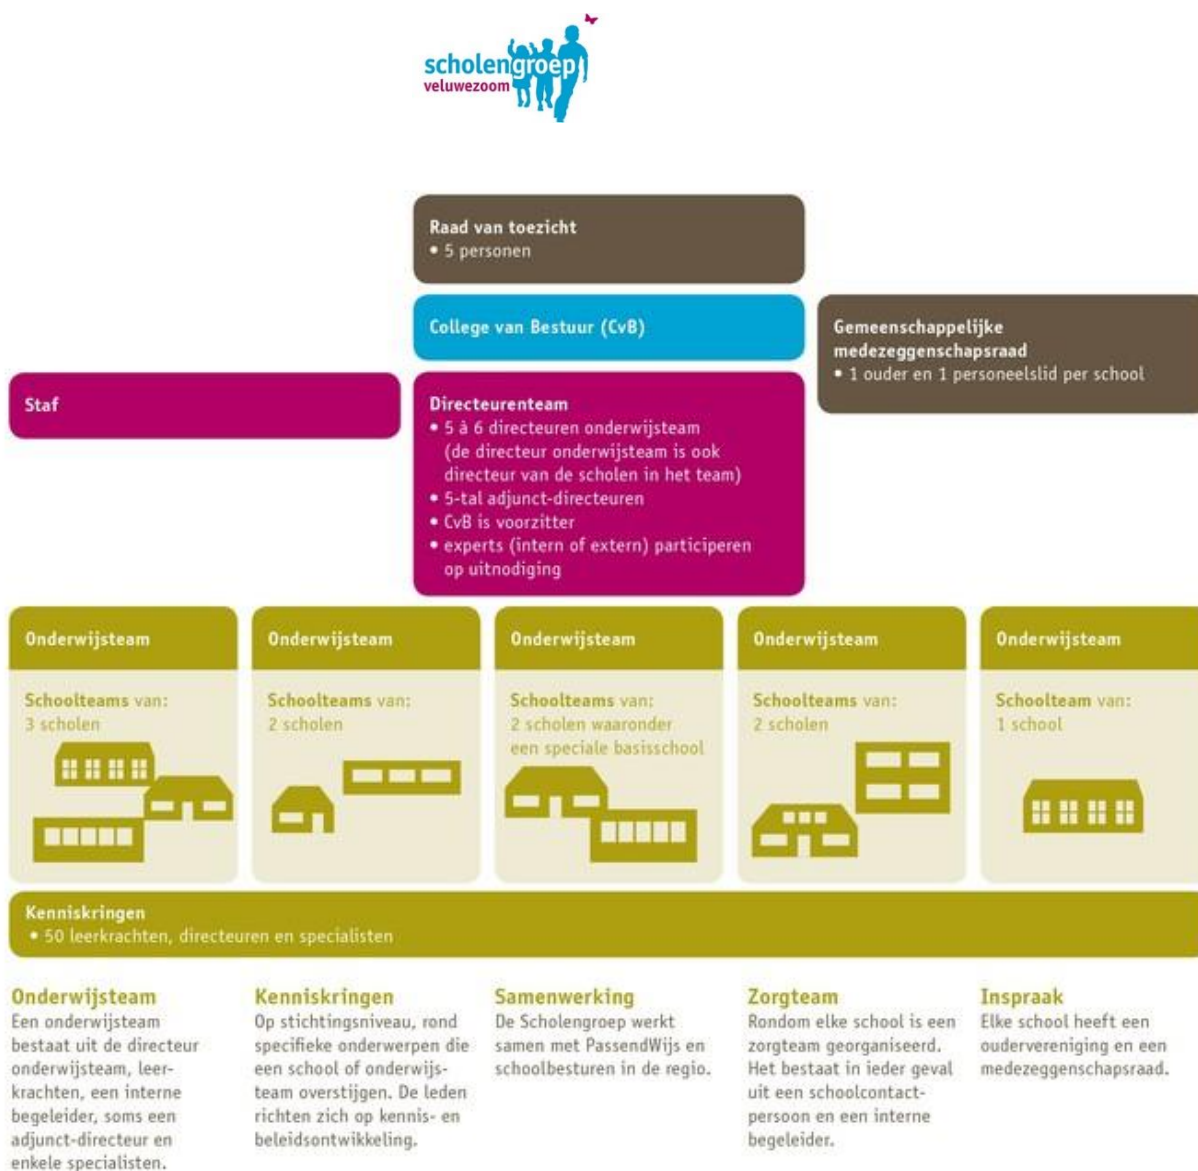 scholengroep
veluwezoom
Raad van toezicht
• 5 personen
College van Bestuur (CvB)
Gemeenschappelijke
medezeggenschapsraad
• 1 ouder en 1 personeelslid per school
Staf
Directeurenteam
• 5 à 6 directeuren onderwijsteam
(de directeur onderwijsteam is ook
directeur van de scholen in het team)
• 5-tal adjunct-directeuren
• CvB is voorzitter
• experts (intern of extern) participeren
op uitnodiging
Onderwijsteam
Schoolteams van:
3 scholen
Onderwijsteam
Schoolteams van:
2 scholen
Onderwijsteam
Schoolteams van:
2 scholen waaronder
een speciale basisschool
Onderwijsteam
Schoolteams van:
2 scholen
Onderwijsteam
Schoolteam van:
1 school
Kenniskringen
• 50 leerkrachten, directeuren en specialisten
Onderwijsteam
Een onderwijsteam
bestaat uit de directeur
onderwijsteam, leer-
krachten, een interne
begeleider, soms een
adjunct-directeur en
enkele specialisten.
Kenniskringen
Op stichtingsniveau, rond
specifieke onderwerpen die
een school of onderwijs-
team overstijgen. De leden
richten zich op kennis- en
beleidsontwikkeling.
Samenwerking
De Scholengroep werkt
samen met PassendWijs en
schoolbesturen in de regio.
Zorgteam
Rondom elke school is een
zorgteam georganiseerd.
Het bestaat in ieder geval
uit een schoolcontact-
persoon en een interne
begeleider.
Inspraak
Elke school heeft een
oudervereniging en een
medezeggenschapsraad.